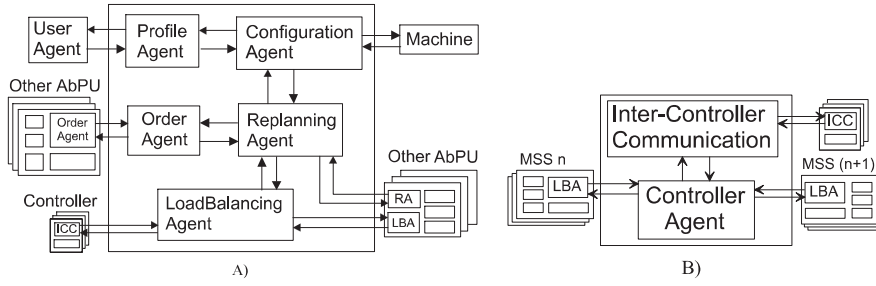 User
Agent
Profile
Agent
Configuration
Agent
Machine
Other AbPU
Order
Agent
Order
Agent
Replanning
Agent
Other AbPU
RA
LBA
Controller
ICC
LoadBalancing
Agent
A)
Inter-Controller
Communication
ICC
MSS n
LBA
Controller
Agent
MSS (n+1)
LBA
B)